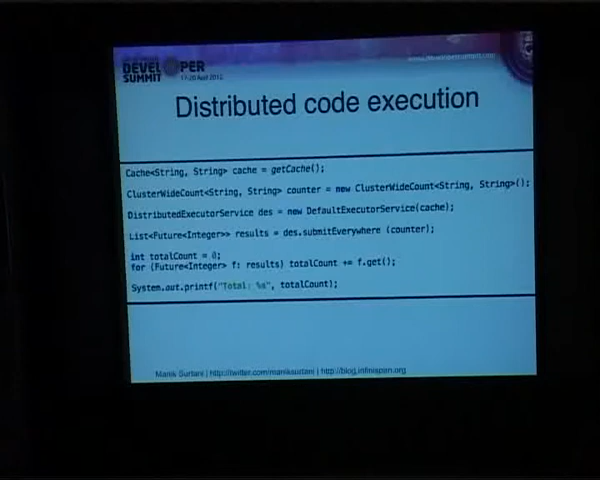 DEVEL PER
SUMMIT
Distributed code execution
Cache<String, String> cache = getCache();
ClusterWideCount<String, String> counter = new ClusterWideCount<String, String>();
DistributedExecutorService des = new DefaultExecutorService(cache);
List<Future<Integer>> results = des.submitEverywhere (counter);
int totalCount = 0;
for (Future<Integer> f: results) totalCount += f.get();
System.out.printf("Total: %s", totalCount);
Manik Surtani | http://twitter.com/maniksurtani | http://blog.infinispan.org